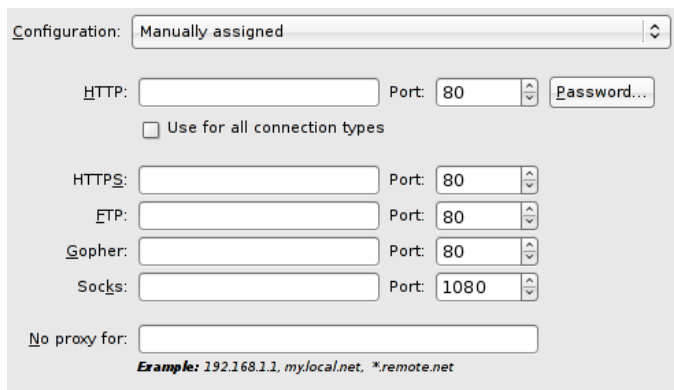 Configuration: Manually assigned
HTTP: Port: 80 Password...
Use for all connection types
HTTPS: Port: 80
FTP: Port: 80
Gopher: Port: 80
Socks: Port: 1080
No proxy for:
Example: 192.168.1.1, my.local.net, *.remote.net